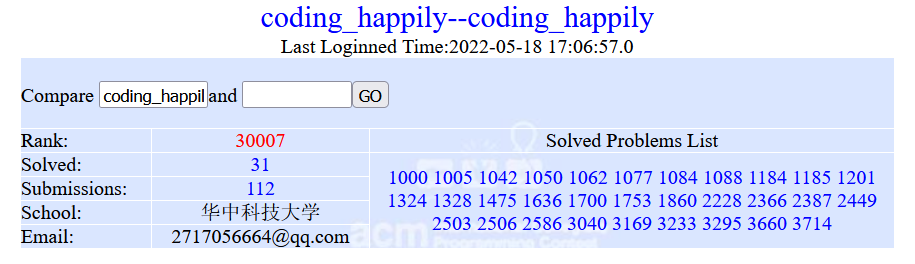 coding_happily--coding_happily
Last Loginned Time:2022-05-18 17:06:57.0
Compare coding_happil and GO
Rank: 30007 Solved Problems List
Solved: 31
Submissions: 112
School: 华中科技大学
Email: 2717056664@qq.com
1000 1005 1042 1050 1062 1077 1084 1088 1184 1185 1201
1324 1328 1475 1636 1700 1753 1860 2228 2366 2387 2449
2503 2506 2586 3040 3169 3233 3295 3660 3714
acm
Programming Contest